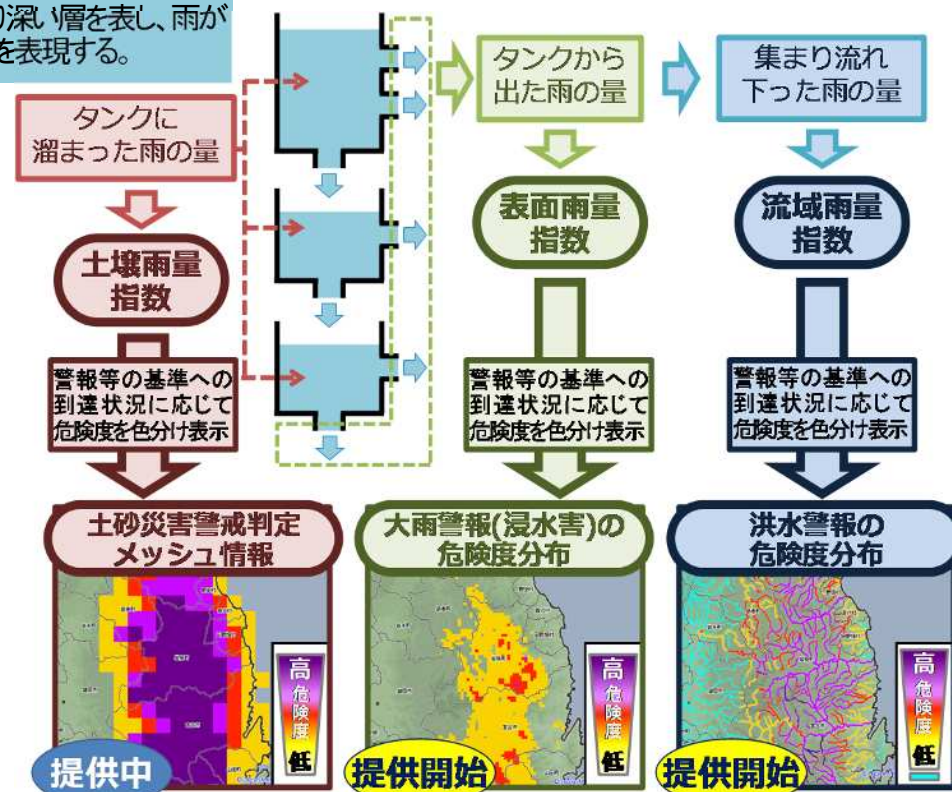 り深い層を表し、雨が
を表現する。
タンクに
溜まった雨の量
タンクから
出た雨の量
集まり流れ
下った雨の量
土壌雨量
指数
表面雨量
指数
流域雨量
指数
警報等の基準への
到達状況に応じて
危険度を色分け表示
警報等の基準への
到達状況に応じて
危険度を色分け表示
警報等の基準への
到達状況に応じて
危険度を色分け表示
土砂災害警戒判定
メッシュ情報
大雨警報(浸水害)の
危険度分布
洪水警報の
危険度分布
高
危険度
低
高
危険度
低
高
危険度
低
提供中
提供開始
提供開始